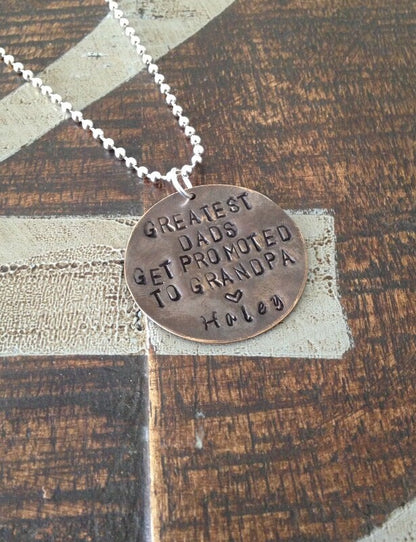 GREATEST
DADS
GET PROMOTED
TO GRANDPA
♡
Haley